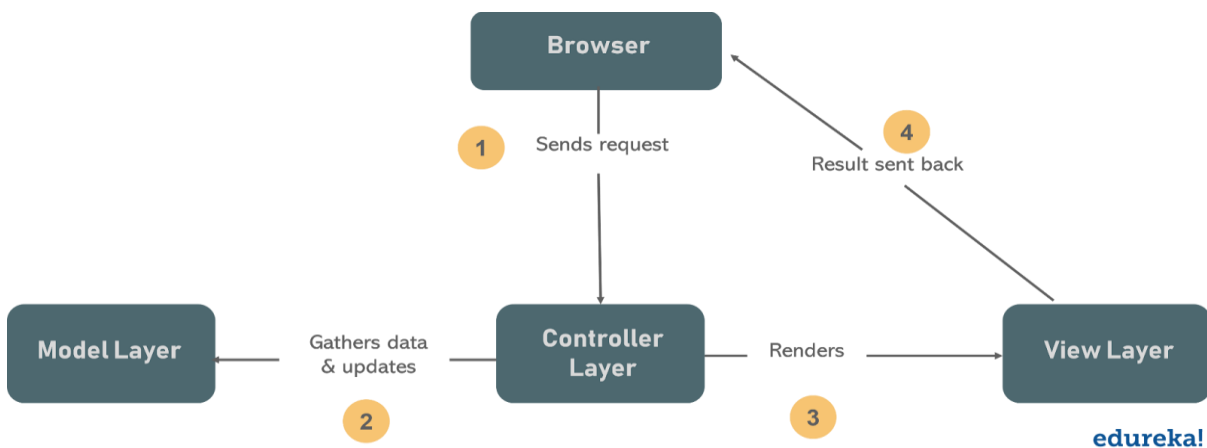 Browser
1
Sends request
4
Result sent back
Model Layer
Gathers data
& updates
2
Controller
Layer
Renders
3
View Layer
edureka!